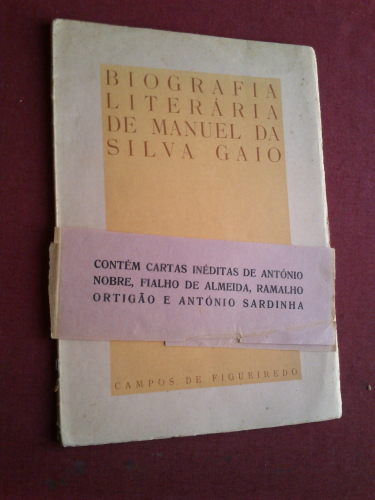 BIOGRAFIA
LITERÁRIA
DE MANUEL DA
SILVA GAIO
CONTÉM CARTAS INÉDITAS DE ANTÓNIO
NOBRE, FIALHO DE ALMEIDA, RAMALHO
ORTIGÃO E ANTÓNIO SARDINHA
CAMPOS DE FIGUEIREDO